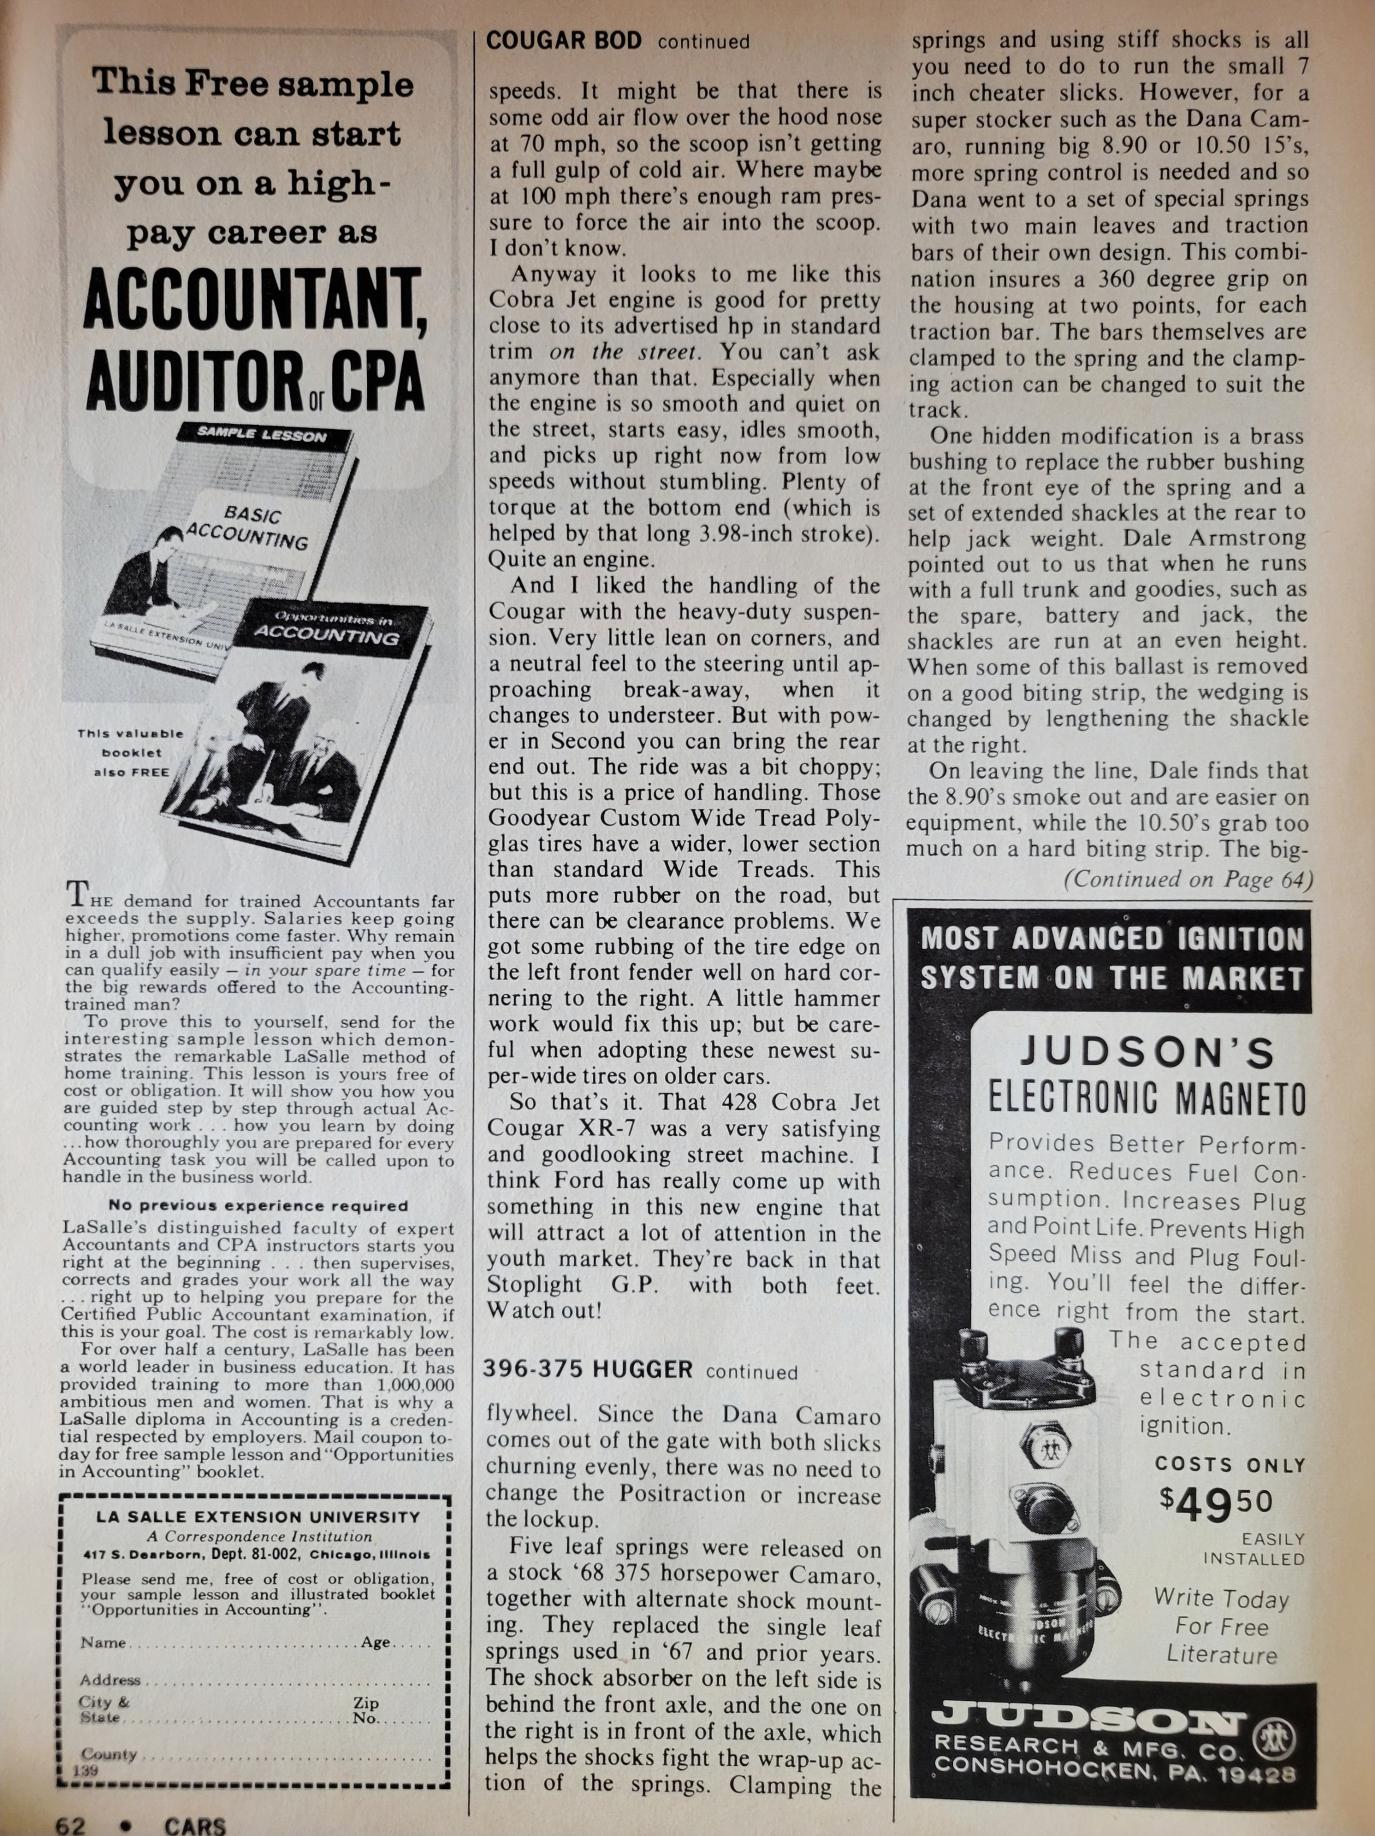 This Free sample
lesson can start
you on a high-
pay career as
ACCOUNTANT,
AUDITOR or CPA
SAMPLE LESSON
BASIC
ACCOUNTING
LA SALLE EXTENSION UNIV
Opportunities in
ACCOUNTING
This valuable
booklet
also FREE
THE demand for trained Accountants far
exceeds the supply. Salaries keep going
higher, promotions come faster. Why remain
in a dull job with insufficient pay when you
can qualify easily — in your spare time — for
the big rewards offered to the Accounting-
trained man?
To prove this to yourself, send for the
interesting sample lesson which demon-
strates the remarkable LaSalle method of
home training. This lesson is yours free of
cost or obligation. It will show you how you
are guided step by step through actual Ac-
counting work . . . how you learn by doing
. . . how thoroughly you are prepared for every
Accounting task you will be called upon to
handle in the business world.
No previous experience required
LaSalle's distinguished faculty of expert
Accountants and CPA instructors starts you
right at the beginning . . . then supervises,
corrects and grades your work all the way
. . . right up to helping you prepare for the
Certified Public Accountant examination, if
this is your goal. The cost is remarkably low.
For over half a century, LaSalle has been
a world leader in business education. It has
provided training to more than 1,000,000
ambitious men and women. That is why a
LaSalle diploma in Accounting is a creden-
tial respected by employers. Mail coupon to-
day for free sample lesson and "Opportunities
in Accounting" booklet.
LA SALLE EXTENSION UNIVERSITY
A Correspondence Institution
417 S. Dearborn, Dept. 81-002, Chicago, Illinois
Please send me, free of cost or obligation,
your sample lesson and illustrated booklet
"Opportunities in Accounting".
Name.............................Age.....
Address...................................
City & Zip
State.............................No......
County....................................
139
62 • CARS
COUGAR BOD continued
speeds. It might be that there is
some odd air flow over the hood nose
at 70 mph, so the scoop isn't getting
a full gulp of cold air. Where maybe
at 100 mph there's enough ram pres-
sure to force the air into the scoop.
I don't know.
Anyway it looks to me like this
Cobra Jet engine is good for pretty
close to its advertised hp in standard
trim on the street. You can't ask
anymore than that. Especially when
the engine is so smooth and quiet on
the street, starts easy, idles smooth,
and picks up right now from low
speeds without stumbling. Plenty of
torque at the bottom end (which is
helped by that long 3.98-inch stroke).
Quite an engine.
And I liked the handling of the
Cougar with the heavy-duty suspen-
sion. Very little lean on corners, and
a neutral feel to the steering until ap-
proaching break-away, when it
changes to understeer. But with pow-
er in Second you can bring the rear
end out. The ride was a bit choppy;
but this is a price of handling. Those
Goodyear Custom Wide Tread Poly-
glas tires have a wider, lower section
than standard Wide Treads. This
puts more rubber on the road, but
there can be clearance problems. We
got some rubbing of the tire edge on
the left front fender well on hard cor-
nering to the right. A little hammer
work would fix this up; but be care-
ful when adopting these newest su-
per-wide tires on older cars.
So that's it. That 428 Cobra Jet
Cougar XR-7 was a very satisfying
and goodlooking street machine. I
think Ford has really come up with
something in this new engine that
will attract a lot of attention in the
youth market. They're back in that
Stoplight G.P. with both feet.
Watch out!
396-375 HUGGER continued
flywheel. Since the Dana Camaro
comes out of the gate with both slicks
churning evenly, there was no need to
change the Positraction or increase
the lockup.
Five leaf springs were released on
a stock '68 375 horsepower Camaro,
together with alternate shock mount-
ing. They replaced the single leaf
springs used in '67 and prior years.
The shock absorber on the left side is
behind the front axle, and the one on
the right is in front of the axle, which
helps the shocks fight the wrap-up ac-
tion of the springs. Clamping the
springs and using stiff shocks is all
you need to do to run the small 7
inch cheater slicks. However, for a
super stocker such as the Dana Cam-
aro, running big 8.90 or 10.50 15's,
more spring control is needed and so
Dana went to a set of special springs
with two main leaves and traction
bars of their own design. This combi-
nation insures a 360 degree grip on
the housing at two points, for each
traction bar. The bars themselves are
clamped to the spring and the clamp-
ing action can be changed to suit the
track.
One hidden modification is a brass
bushing to replace the rubber bushing
at the front eye of the spring and a
set of extended shackles at the rear to
help jack weight. Dale Armstrong
pointed out to us that when he runs
with a full trunk and goodies, such as
the spare, battery and jack, the
shackles are run at an even height.
When some of this ballast is removed
on a good biting strip, the wedging is
changed by lengthening the shackle
at the right.
On leaving the line, Dale finds that
the 8.90's smoke out and are easier on
equipment, while the 10.50's grab too
much on a hard biting strip. The big-
(Continued on Page 64)
MOST ADVANCED IGNITION
SYSTEM ON THE MARKET
JUDSON'S
ELECTRONIC MAGNETO
Provides Better Perform-
ance. Reduces Fuel Con-
sumption. Increases Plug
and Point Life. Prevents High
Speed Miss and Plug Foul-
ing. You'll feel the differ-
ence right from the start.
The accepted
standard in
electronic
ignition.
COSTS ONLY
$49 50
EASILY
INSTALLED
Write Today
For Free
Literature
JUDSON
ELECTRONIC MAGNETO
JUDSON
RESEARCH & MFG. CO.
CONSHOHOCKEN, PA. 19428